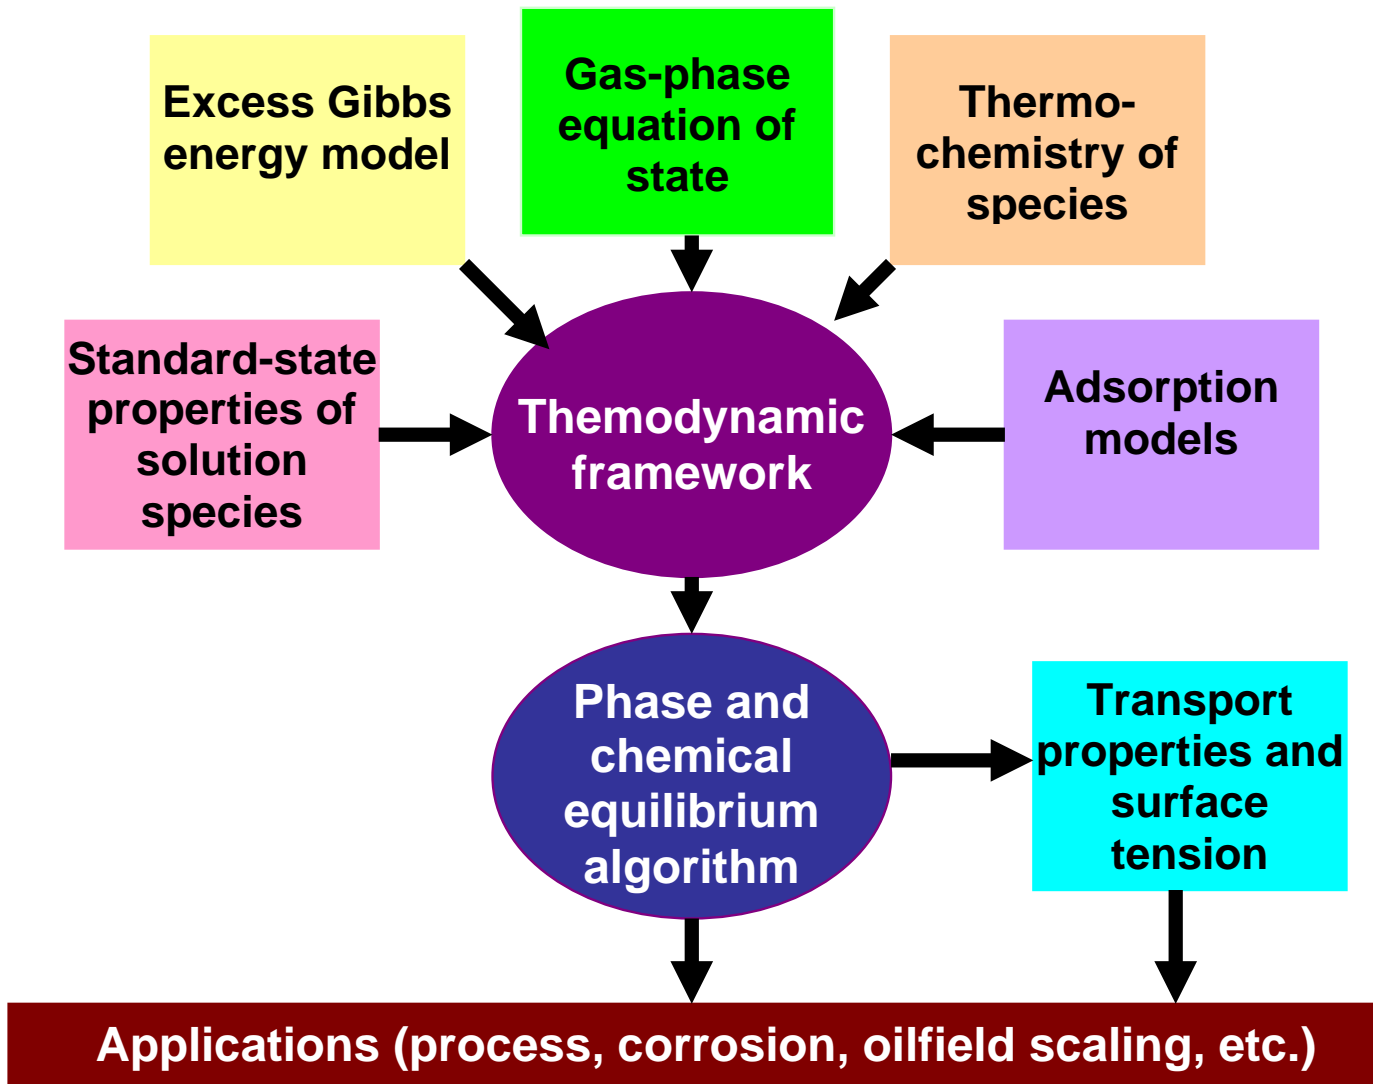 Excess Gibbs
energy model
Gas-phase
equation of
state
Thermo-
chemistry of
species
Standard-state
properties of
solution
species
Themodynamic
framework
Adsorption
models
Phase and
chemical
equilibrium
algorithm
Transport
properties and
surface
tension
Applications (process, corrosion, oilfield scaling, etc.)